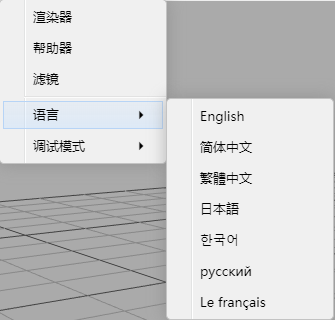 渲染器
帮助器
滤镜
语言
调试模式
English
简体中文
繁體中文
日本語
한국어
русский
Le français